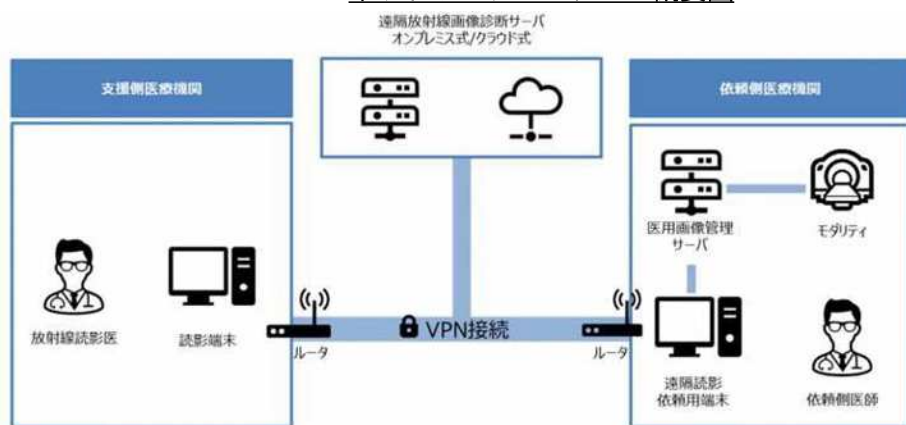 遠隔放射線画像診断サーバ
オンプレミス式/クラウド式
支援側医療機関
依頼側医療機関
医用画像管理
サーバ
モダリティ
放射線読影医
読影端末
ルータ
VPN接続
ルータ
遠隔読影
依頼用端末
依頼側医師